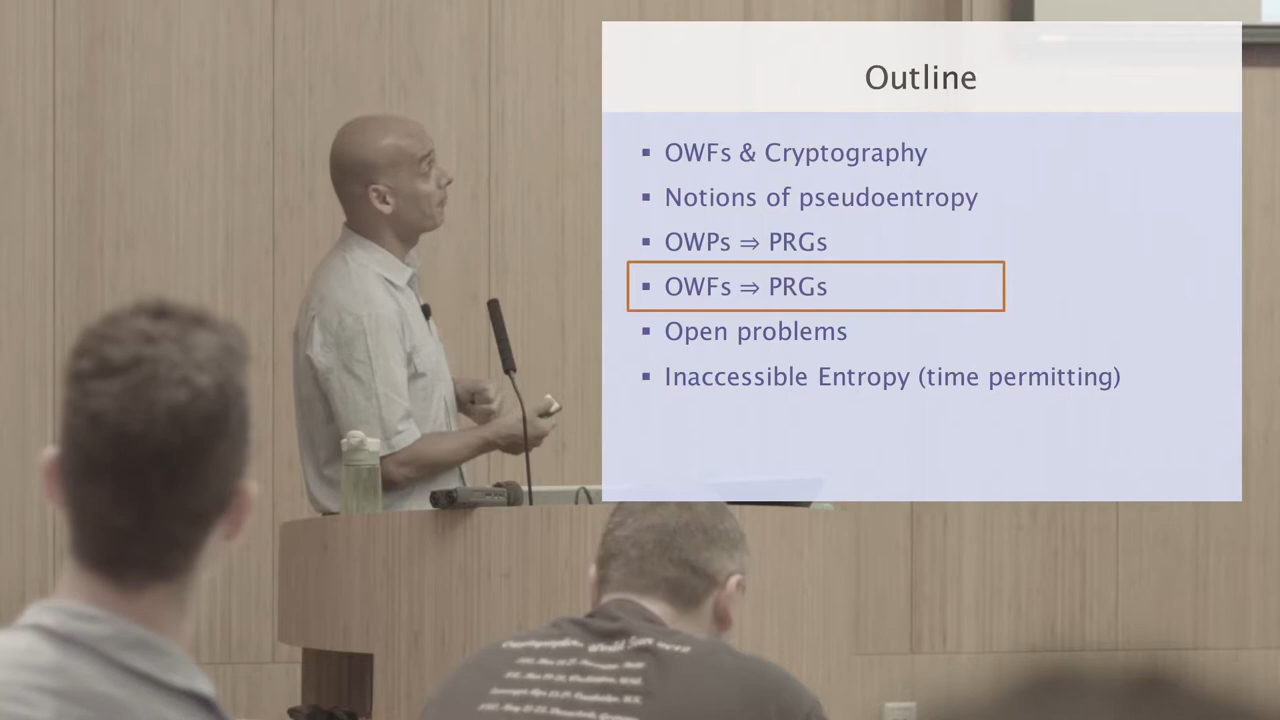 Outline
▪ OWFs & Cryptography
▪ Notions of pseudoentropy
▪ OWPs ⇒ PRGs
▪ OWFs ⇒ PRGs
▪ Open problems
▪ Inaccessible Entropy (time permitting)